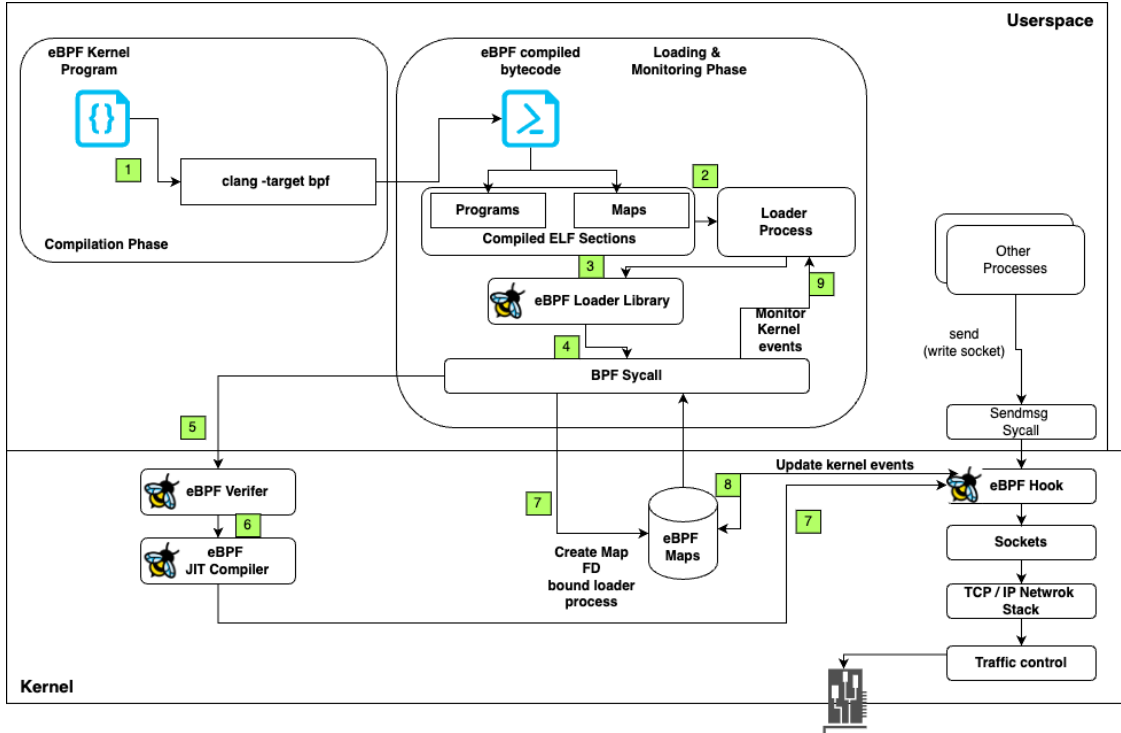 Userspace
eBPF Kernel
Program
{}
1
clang -target bpf
Compilation Phase
eBPF compiled
bytecode
Loading &
Monitoring Phase
Programs
Maps
Compiled ELF Sections
2
Loader
Process
3
eBPF Loader Library
9
Monitor
Kernel
events
4
BPF Sycall
Other
Processes
send
(write socket)
Sendmsg
Sycall
5
eBPF Verifer
6
eBPF
JIT Compiler
7
Create Map
FD
bound loader
process
eBPF
Maps
8
Update kernel events
7
eBPF Hook
Sockets
TCP / IP Netwrok
Stack
Traffic control
Kernel